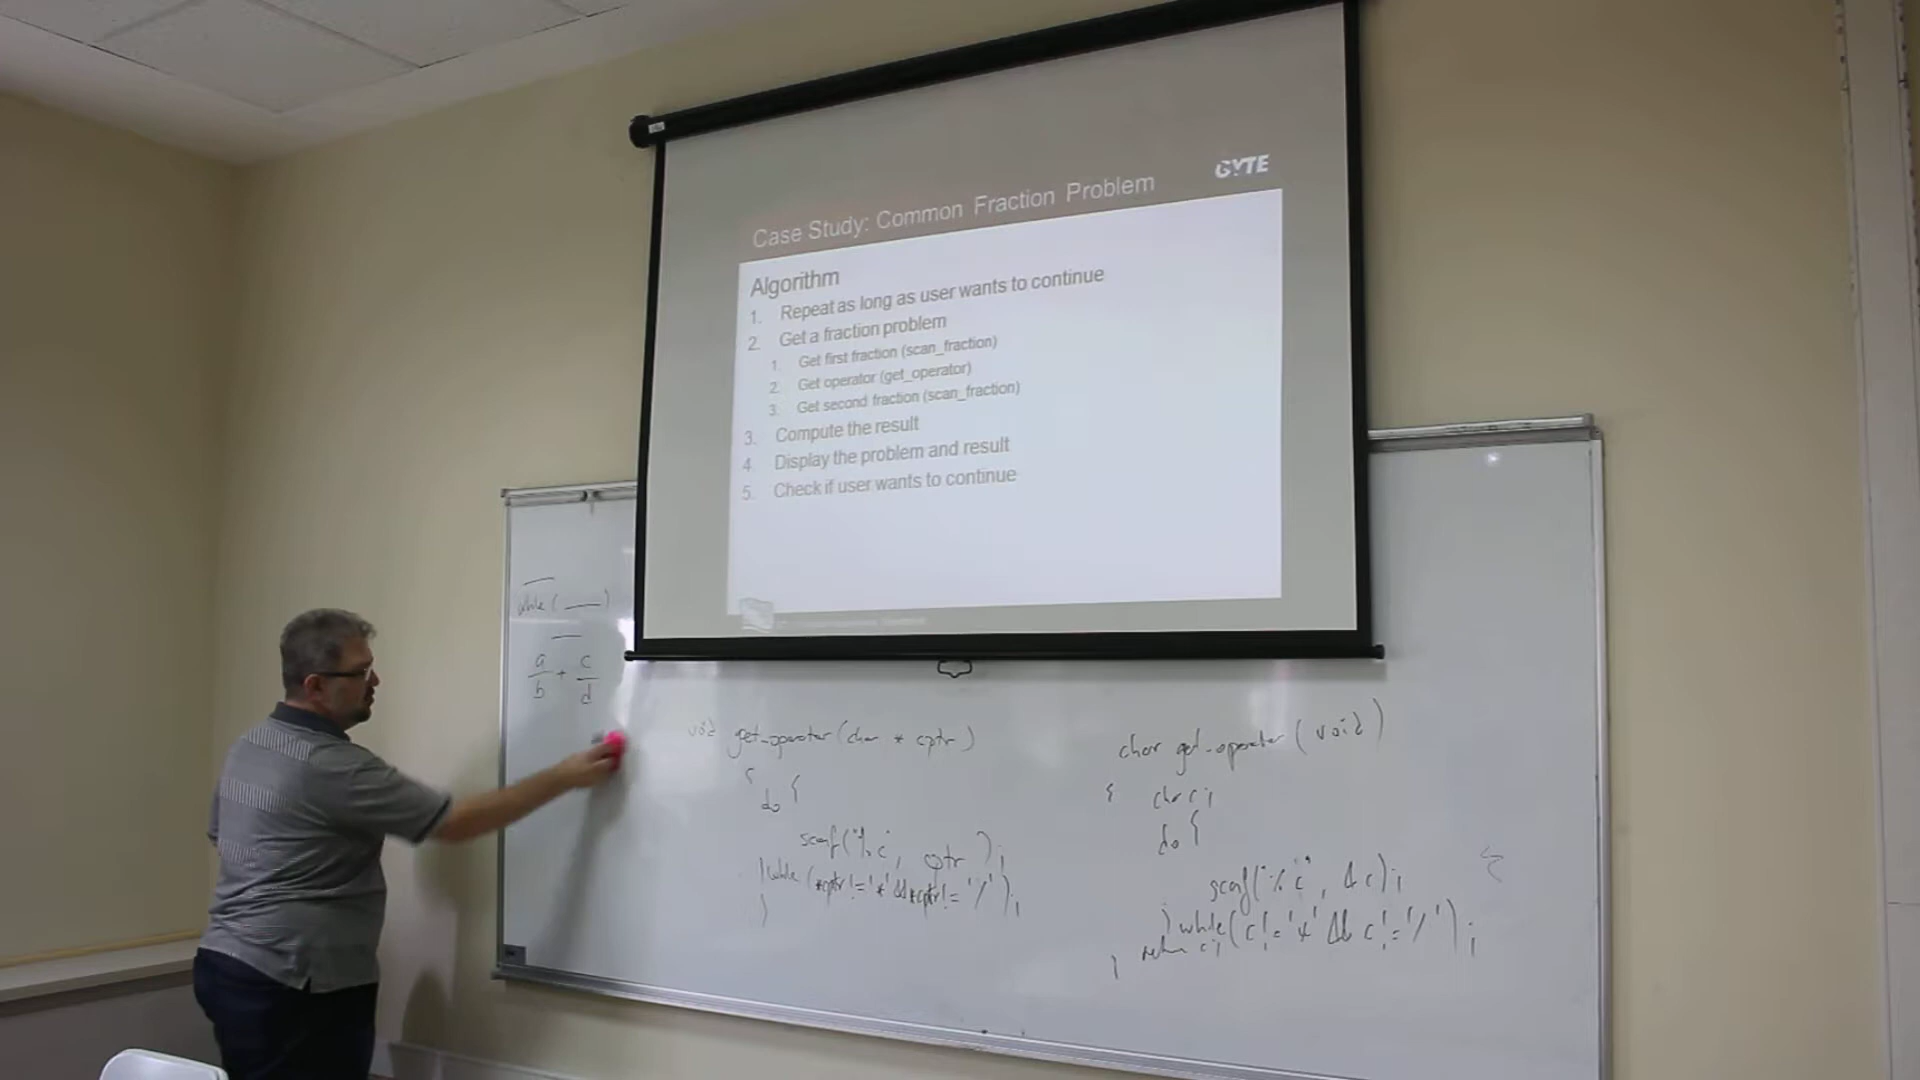 GYTE
Case Study: Common Fraction Problem
Algorithm
1. Repeat as long as user wants to continue
2. Get a fraction problem
1. Get first fraction (scan_fraction)
2. Get operator (get_operator)
3. Get second fraction (scan_fraction)
3. Compute the result
4. Display the problem and result
5. Check if user wants to continue
while ( ___ )
a/b + c/d
void get_operator (char * cptr)
{
do {
scanf("%c", cptr );
} while (*cptr != '*' && *cptr != '/');
}
char get_operator (void)
{ char c;
do {
scanf("%c", &c);
} while (c != '*' && c != '/');
return c;
}